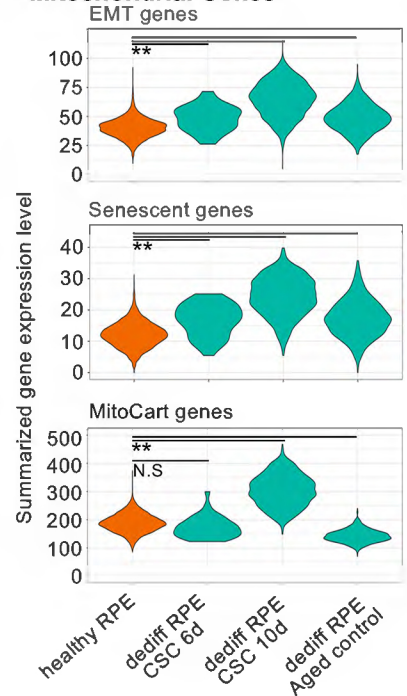 EMT genes
100
75
50
25
0
**
Senescent genes
40
30
20
10
0
**
MitoCart genes
500
400
300
200
100
0
**
N.S
Summarized gene expression level
healthy RPE
dediff RPE
CSC 6d
dediff RPE
CSC 10d
dediff RPE
Aged control